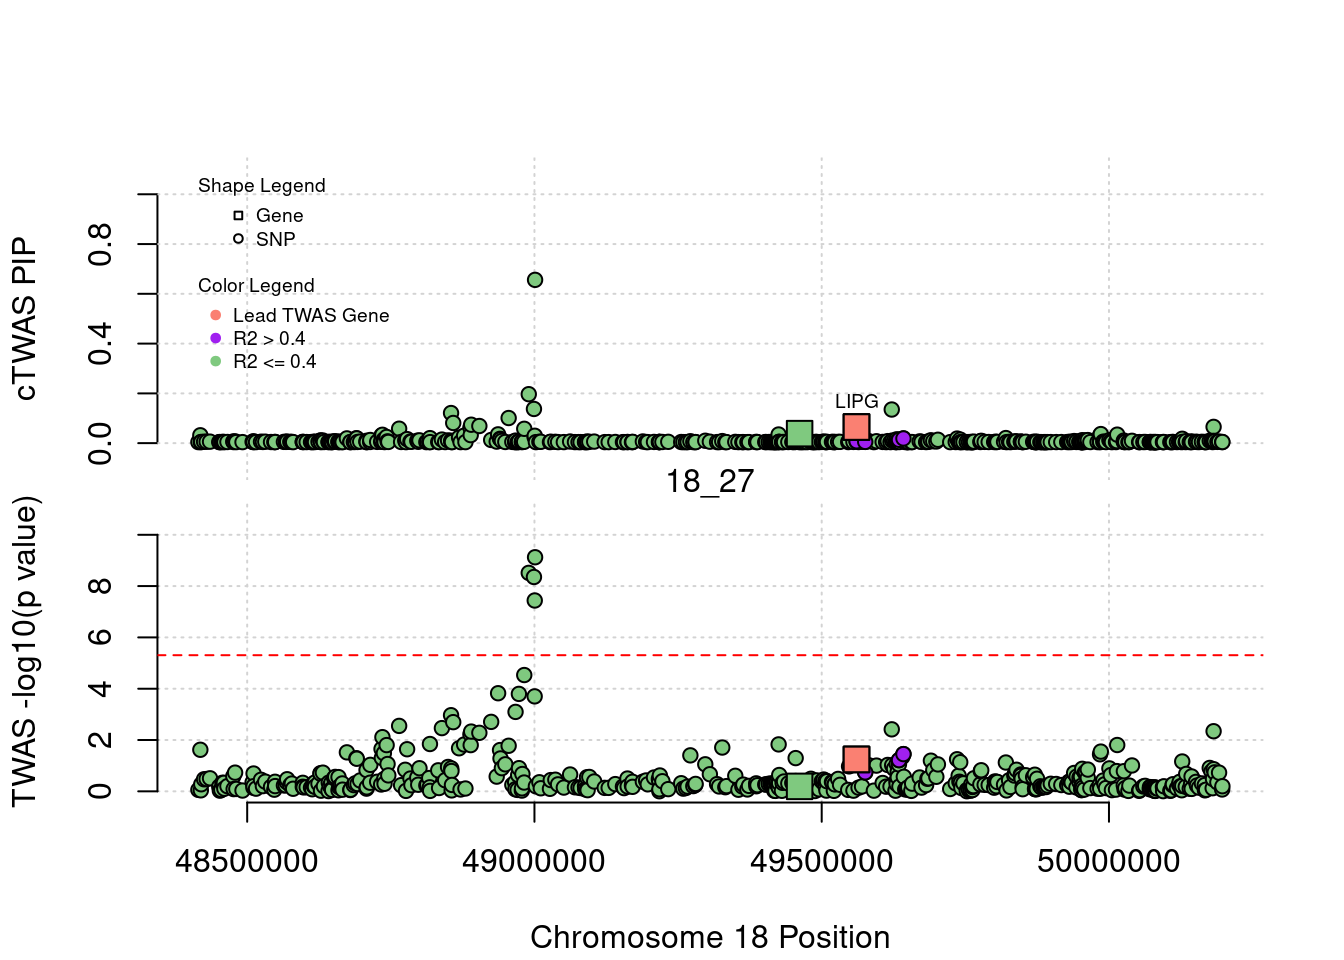 Shape Legend
Gene
SNP
Color Legend
Lead TWAS Gene
R2 > 0.4
R2 <= 0.4
cTWAS PIP
0.0
0.4
0.8
LIPG
18_27
TWAS -log10(p value)
0
2
4
6
8
48500000
49000000
49500000
50000000
Chromosome 18 Position